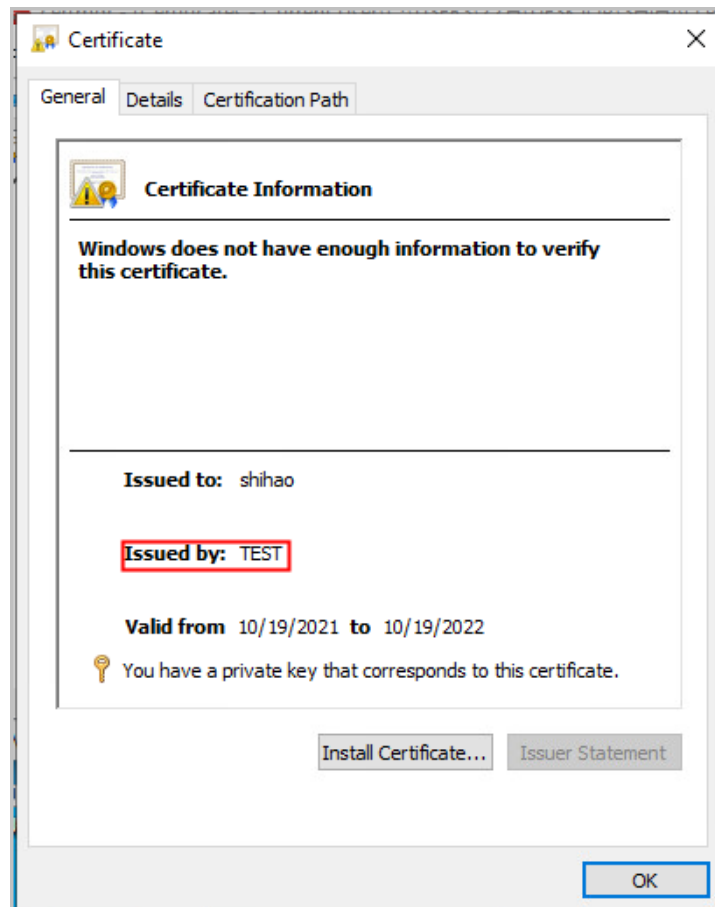 Certificate
General Details Certification Path
Certificate Information
Windows does not have enough information to verify
this certificate.
Issued to: shihao
Issued by: TEST
Valid from 10/19/2021 to 10/19/2022
You have a private key that corresponds to this certificate.
Install Certificate... Issuer Statement
OK